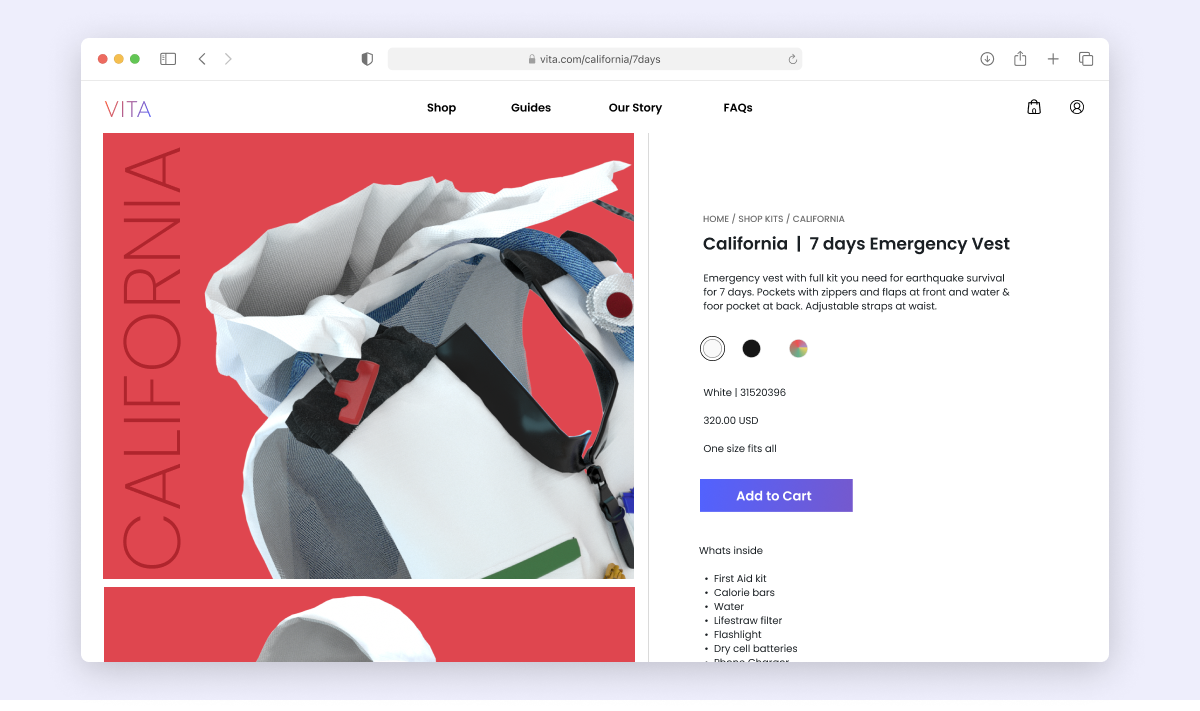 vita.com/california/7days
VITA
Shop
Guides
Our Story
FAQs
CALIFORNIA
HOME / SHOP KITS / CALIFORNIA
California | 7 days Emergency Vest
Emergency vest with full kit you need for earthquake survival
for 7 days. Pockets with zippers and flaps at front and water &
foor pocket at back. Adjustable straps at waist.
White | 31520396
320.00 USD
One size fits all
Add to Cart
Whats inside
• First Aid kit
• Calorie bars
• Water
• Lifestraw filter
• Flashlight
• Dry cell batteries
• Phone Charger